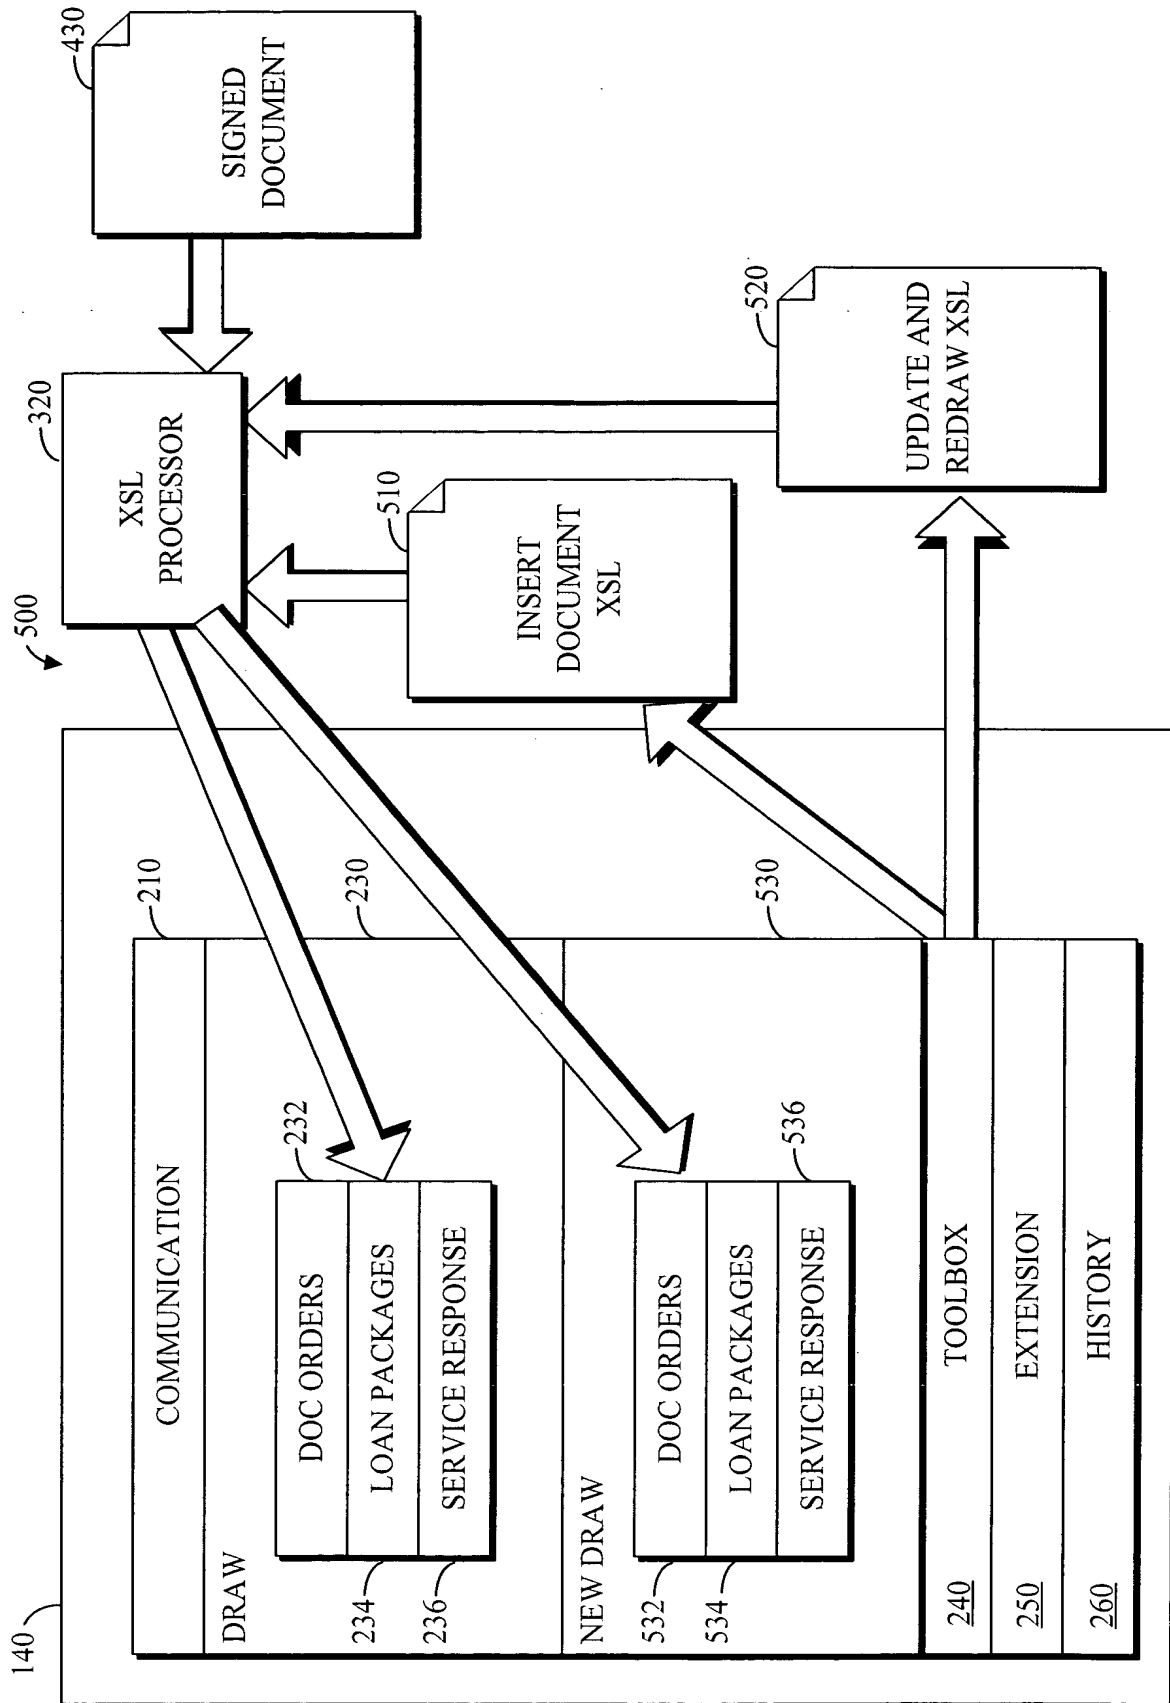 140
210
COMMUNICATION
230
DRAW
232
DOC ORDERS
234
LOAN PACKAGES
236
SERVICE RESPONSE
530
NEW DRAW
532
DOC ORDERS
534
LOAN PACKAGES
536
SERVICE RESPONSE
240
TOOLBOX
250
EXTENSION
260
HISTORY
500
320
XSL
PROCESSOR
430
SIGNED
DOCUMENT
510
INSERT
DOCUMENT
XSL
520
UPDATE AND
REDRAW XSL